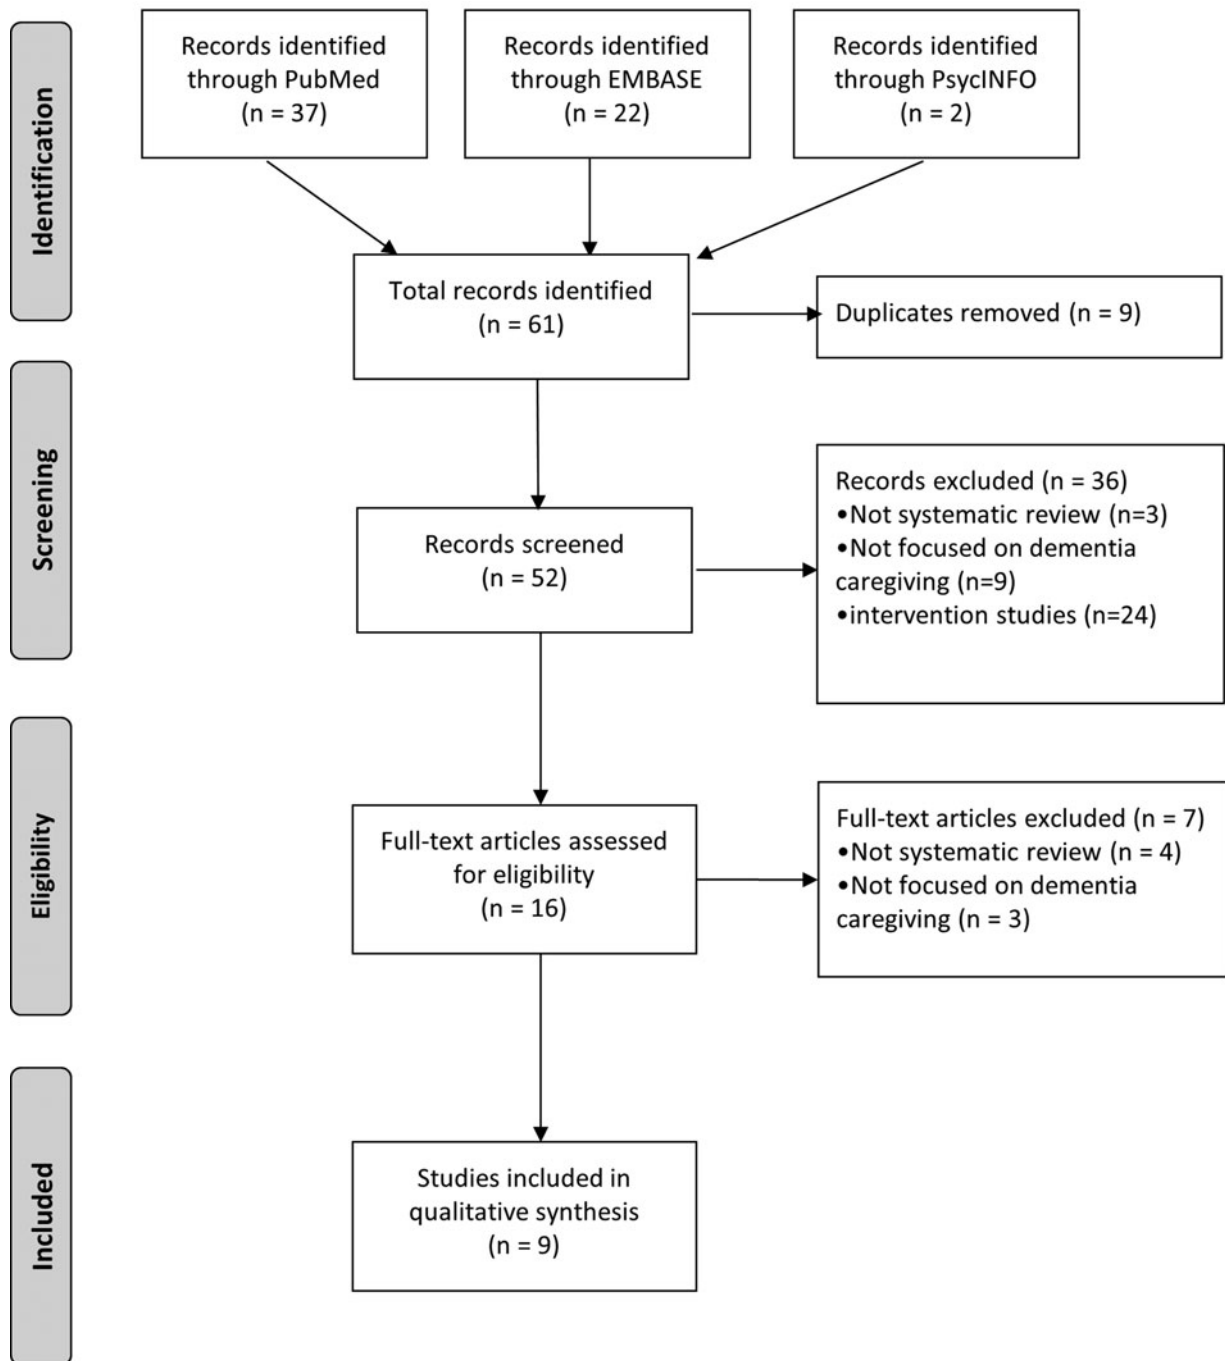 Identification
Records identified
through PubMed
(n = 37)
Records identified
through EMBASE
(n = 22)
Records identified
through PsycINFO
(n = 2)
Total records identified
(n = 61)
Duplicates removed (n = 9)
Screening
Records screened
(n = 52)
Records excluded (n = 36)
•Not systematic review (n=3)
•Not focused on dementia
caregiving (n=9)
•intervention studies (n=24)
Eligibility
Full-text articles assessed
for eligibility
(n = 16)
Full-text articles excluded (n = 7)
•Not systematic review (n = 4)
•Not focused on dementia
caregiving (n = 3)
Included
Studies included in
qualitative synthesis
(n = 9)